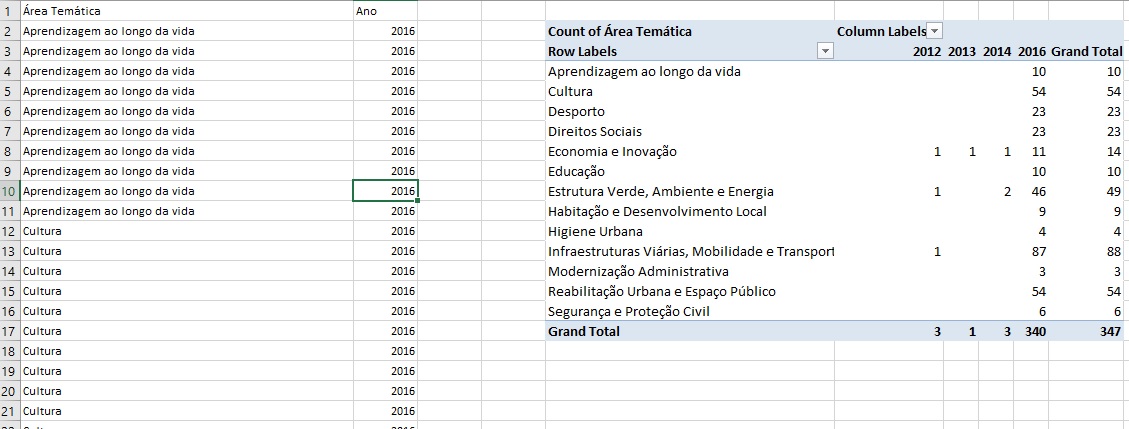 1 Área Temática Ano
2 Aprendizagem ao longo da vida 2016 Count of Área Temática Column Labels
3 Aprendizagem ao longo da vida 2016 Row Labels 2012 2013 2014 2016 Grand Total
4 Aprendizagem ao longo da vida 2016 Aprendizagem ao longo da vida 10 10
5 Aprendizagem ao longo da vida 2016 Cultura 54 54
6 Aprendizagem ao longo da vida 2016 Desporto 23 23
7 Aprendizagem ao longo da vida 2016 Direitos Sociais 23 23
8 Aprendizagem ao longo da vida 2016 Economia e Inovação 1 1 1 11 14
9 Aprendizagem ao longo da vida 2016 Educação 10 10
10 Aprendizagem ao longo da vida 2016 Estrutura Verde, Ambiente e Energia 1 2 46 49
11 Aprendizagem ao longo da vida 2016 Habitação e Desenvolvimento Local 9 9
12 Cultura 2016 Higiene Urbana 4 4
13 Cultura 2016 Infraestruturas Viárias, Mobilidade e Transport 1 87 88
14 Cultura 2016 Modernização Administrativa 3 3
15 Cultura 2016 Reabilitação Urbana e Espaço Público 54 54
16 Cultura 2016 Segurança e Proteção Civil 6 6
17 Cultura 2016 Grand Total 3 1 3 340 347
18 Cultura 2016
19 Cultura 2016
20 Cultura 2016
21 Cultura 2016